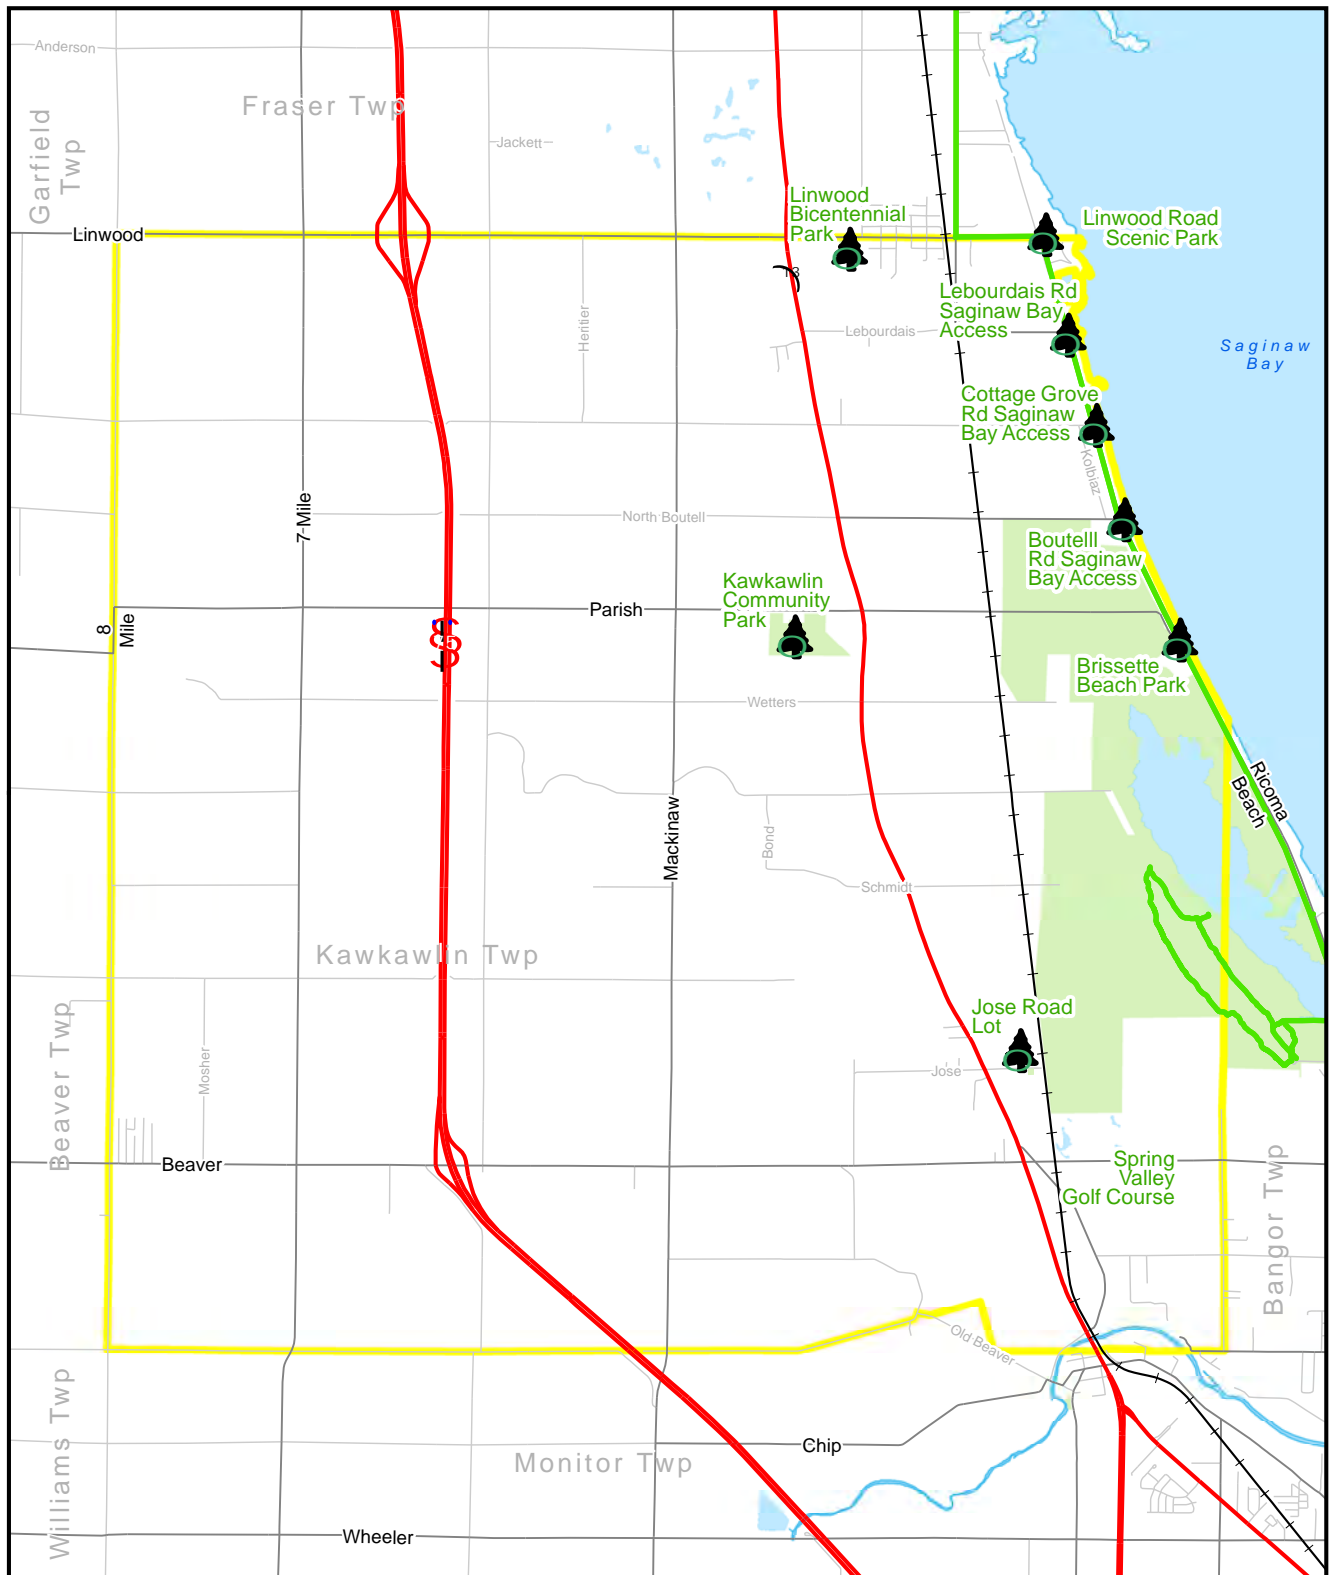 Anderson
Fraser Twp
Garfield
Twp
Jackett
Linwood
Bicentennial
Park
Linwood Road
Scenic Park
Linwood
13
Lebourdais Rd
Saginaw Bay
Access
Lebourdais
Heritier
Saginaw
Bay
Cottage Grove
Rd Saginaw
Bay Access
Kolbiaz
7 Mile
North Boutell
Boutelll
Rd Saginaw
Bay Access
Kawkawlin
Community
Park
Parish
8
Mile
75
Brissette
Beach Park
Wetters
Ricoma
Beach
Mackinaw
Bond
Schmidt
Kawkawlin Twp
Jose Road
Lot
Jose
Beaver Twp
Mosher
Beaver
Spring
Valley
Golf Course
Bangor Twp
Old Beaver
Williams Twp
Monitor Twp
Chip
Wheeler